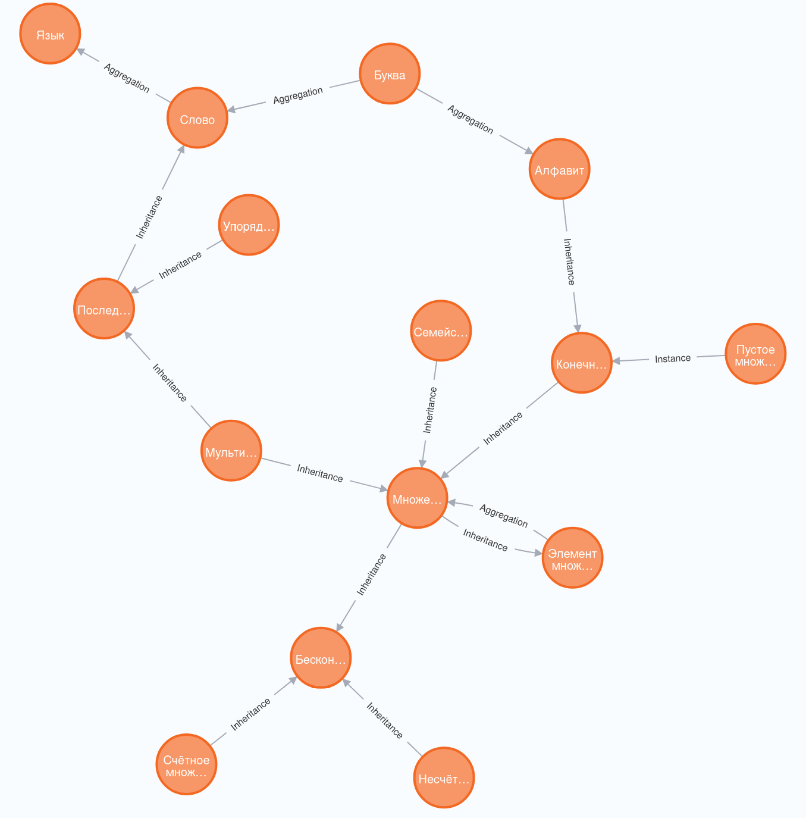 Язык
Aggregation
Буква
Aggregation
Слово
Aggregation
Алфавит
Inheritance
Упоряд...
Inheritance
Inheritance
Послед...
Семейс...
Пустое
множ...
Instance
Конечн...
Inheritance
Inheritance
Inheritance
Мульти...
Inheritance
Множе...
Aggregation
Inheritance
Элемент
множ...
Inheritance
Бескон...
Inheritance
Inheritance
Счётное
множ...
Несчёт...